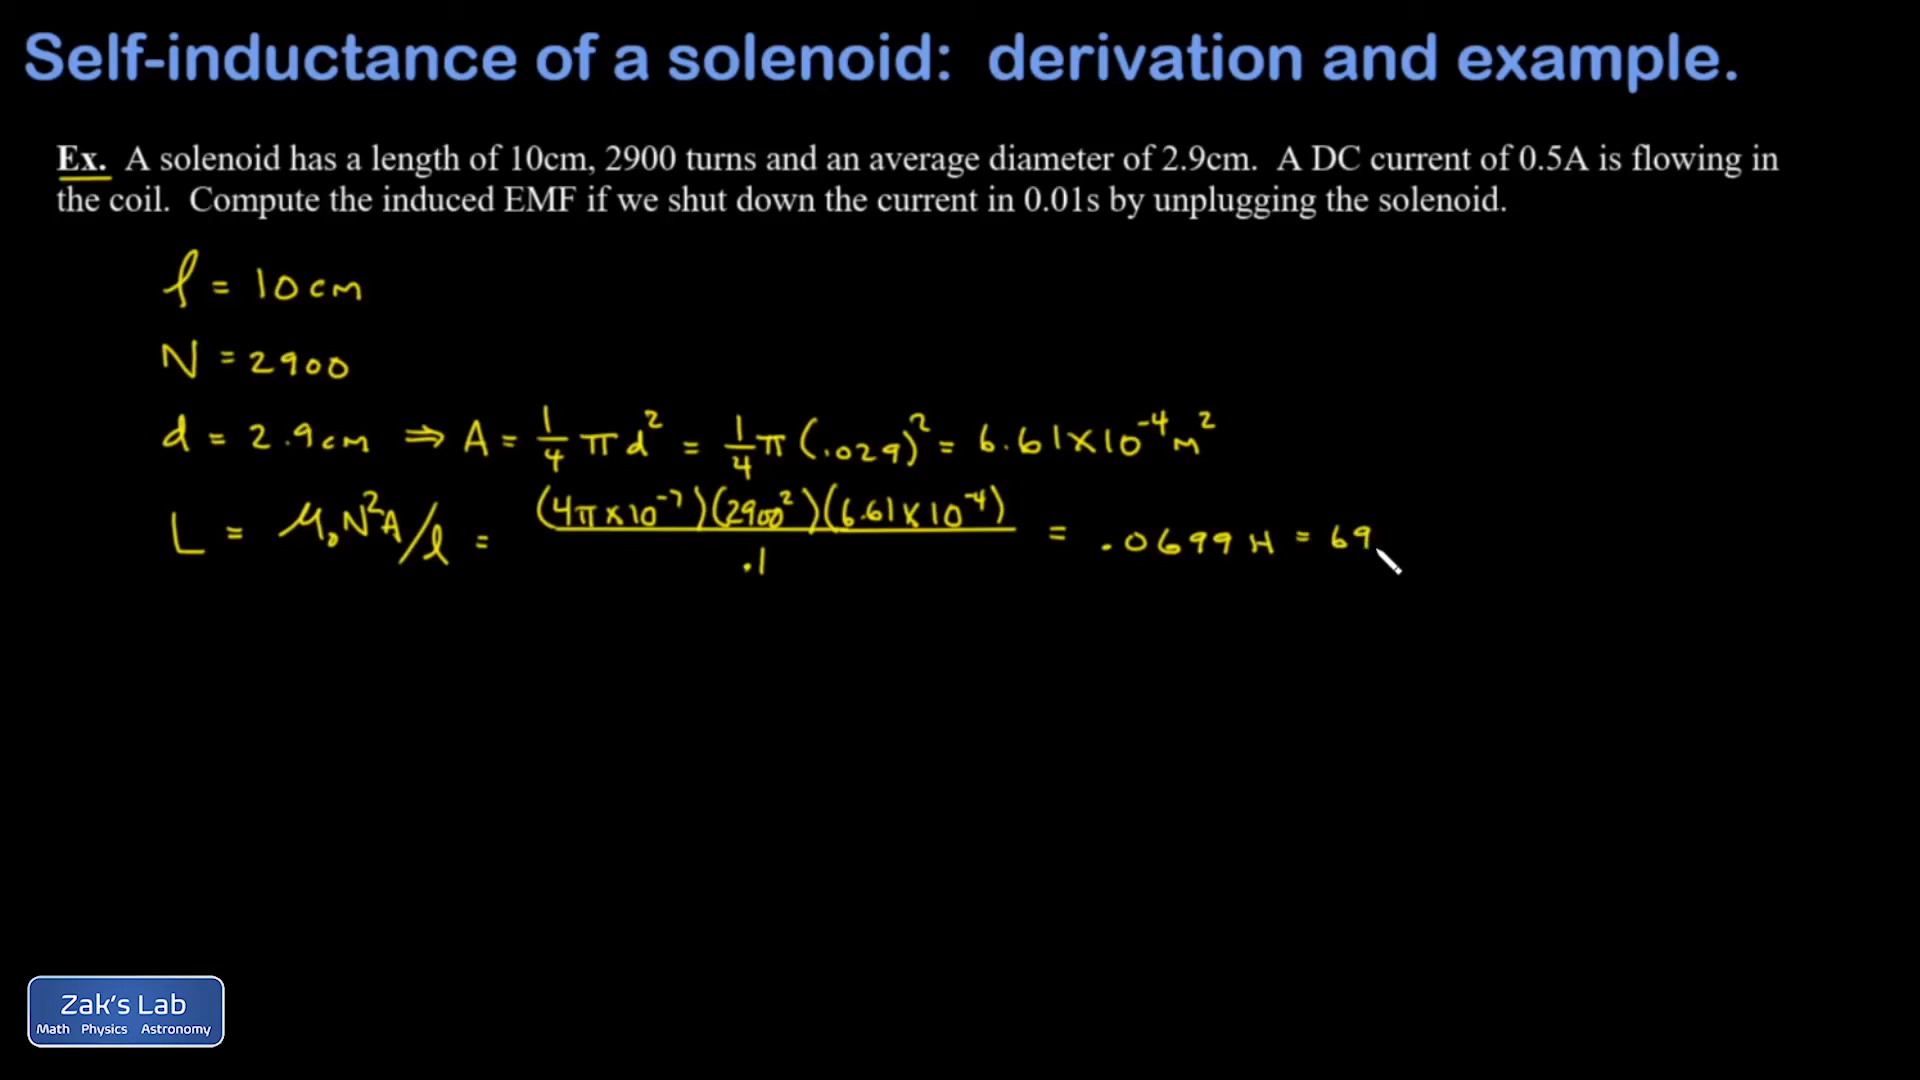 Self-inductance of a solenoid: derivation and example.
Ex. A solenoid has a length of 10cm, 2900 turns and an average diameter of 2.9cm. A DC current of 0.5A is flowing in
the coil. Compute the induced EMF if we shut down the current in 0.01s by unplugging the solenoid.
ℓ = 10cm
N = 2900
d = 2.9cm ⇒ A = 1/4 πd² = 1/4 π(.029)² = 6.61×10⁻⁴m²
L = μ₀N²A/ℓ = (4π×10⁻⁷)(2900²)(6.61×10⁻⁴)/.1 = .0699H = 69
Zak's Lab
Math Physics Astronomy